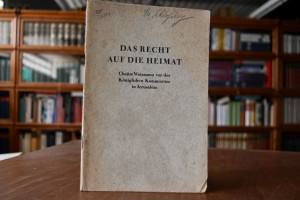 DAS RECHT
AUF DIE HEIMAT
Chaim Weizmann vor der
Königlichen Kommission
in Jerusalem.